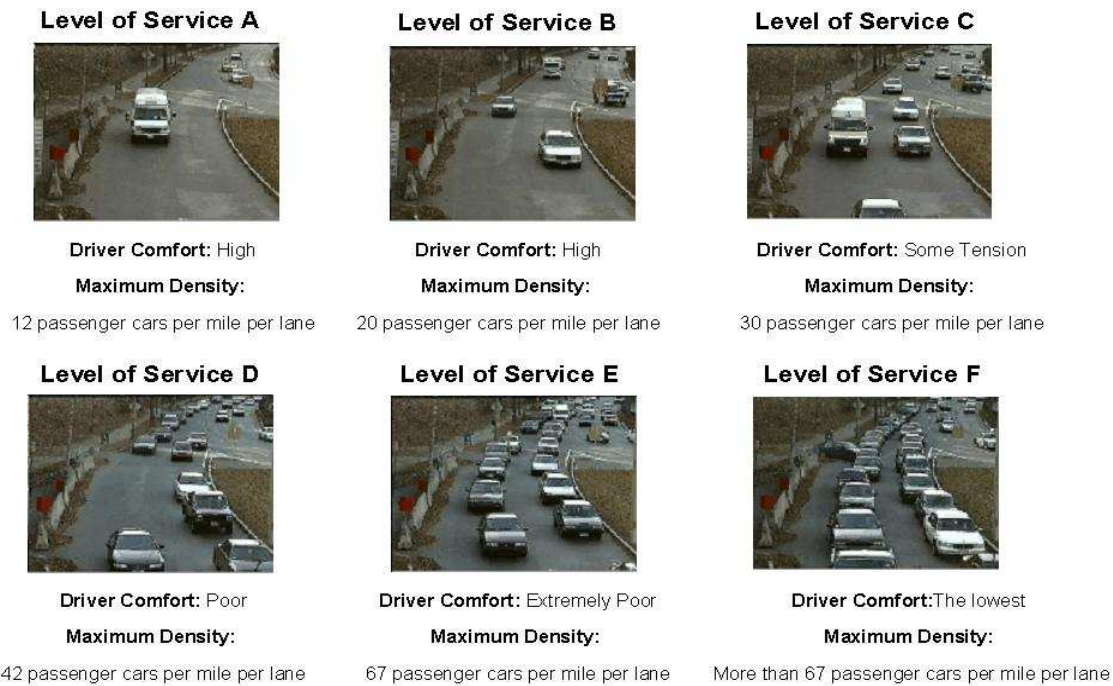 Level of Service A
Level of Service B
Level of Service C
Driver Comfort: High
Driver Comfort: High
Driver Comfort: Some Tension
Maximum Density:
Maximum Density:
Maximum Density:
12 passenger cars per mile per lane
20 passenger cars per mile per lane
30 passenger cars per mile per lane
Level of Service D
Level of Service E
Level of Service F
Driver Comfort: Poor
Driver Comfort: Extremely Poor
Driver Comfort:The lowest
Maximum Density:
Maximum Density:
Maximum Density:
42 passenger cars per mile per lane
67 passenger cars per mile per lane
More than 67 passenger cars per mile per lane